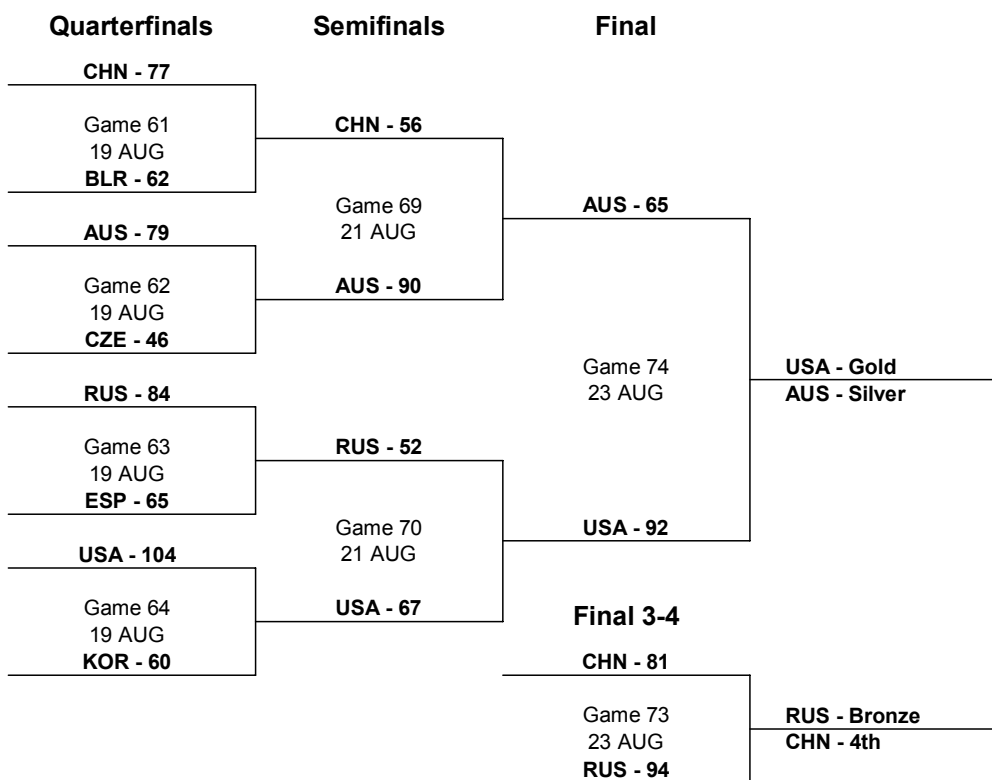 Quarterfinals
Semifinals
Final
CHN - 77
Game 61
19 AUG
BLR - 62
AUS - 79
Game 62
19 AUG
CZE - 46
RUS - 84
Game 63
19 AUG
ESP - 65
USA - 104
Game 64
19 AUG
KOR - 60
CHN - 56
Game 69
21 AUG
AUS - 90
RUS - 52
Game 70
21 AUG
USA - 67
AUS - 65
Game 74
23 AUG
USA - 92
USA - Gold
AUS - Silver
Final 3-4
CHN - 81
Game 73
23 AUG
RUS - 94
RUS - Bronze
CHN - 4th